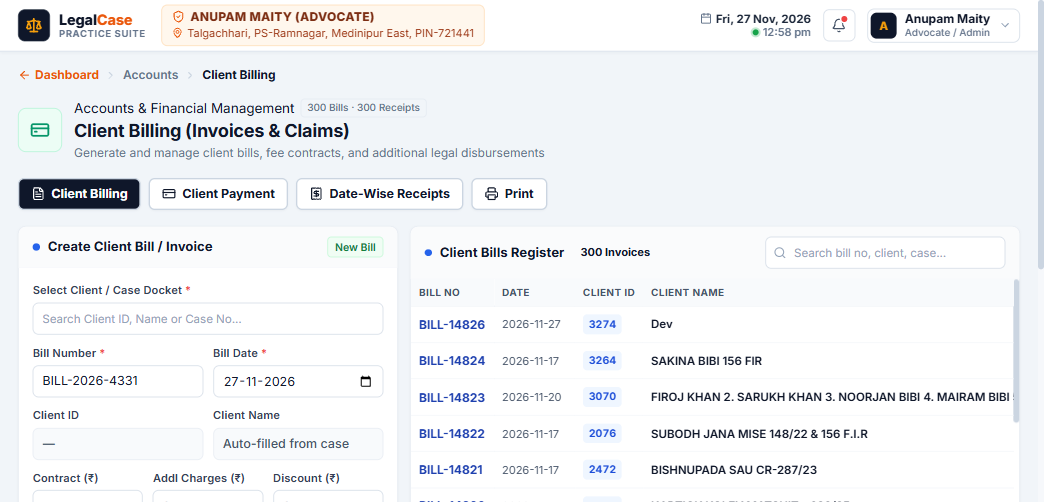 LegalCase
PRACTICE SUITE
ANUPAM MAITY (ADVOCATE)
Talgachhari, PS-Ramnagar, Medinipur East, PIN-721441
Fri, 27 Nov, 2026
12:58 pm
A
Anupam Maity
Advocate / Admin
← Dashboard > Accounts > Client Billing
Accounts & Financial Management 300 Bills · 300 Receipts
Client Billing (Invoices & Claims)
Generate and manage client bills, fee contracts, and additional legal disbursements
Client Billing Client Payment Date-Wise Receipts Print
Create Client Bill / Invoice New Bill
Select Client / Case Docket *
Search Client ID, Name or Case No...
Bill Number * Bill Date *
BILL-2026-4331 27-11-2026
Client ID Client Name
— Auto-filled from case
Contract (₹) Addl Charges (₹) Discount (₹)
Client Bills Register 300 Invoices Search bill no, client, case...
BILL NO DATE CLIENT ID CLIENT NAME
BILL-14826 2026-11-27 3274 Dev
BILL-14824 2026-11-17 3264 SAKINA BIBI 156 FIR
BILL-14823 2026-11-20 3070 FIROJ KHAN 2. SARUKH KHAN 3. NOORJAN BIBI 4. MAIRAM BIBI
BILL-14822 2026-11-17 2076 SUBODH JANA MISE 148/22 & 156 F.I.R
BILL-14821 2026-11-17 2472 BISHNUPADA SAU CR-287/23